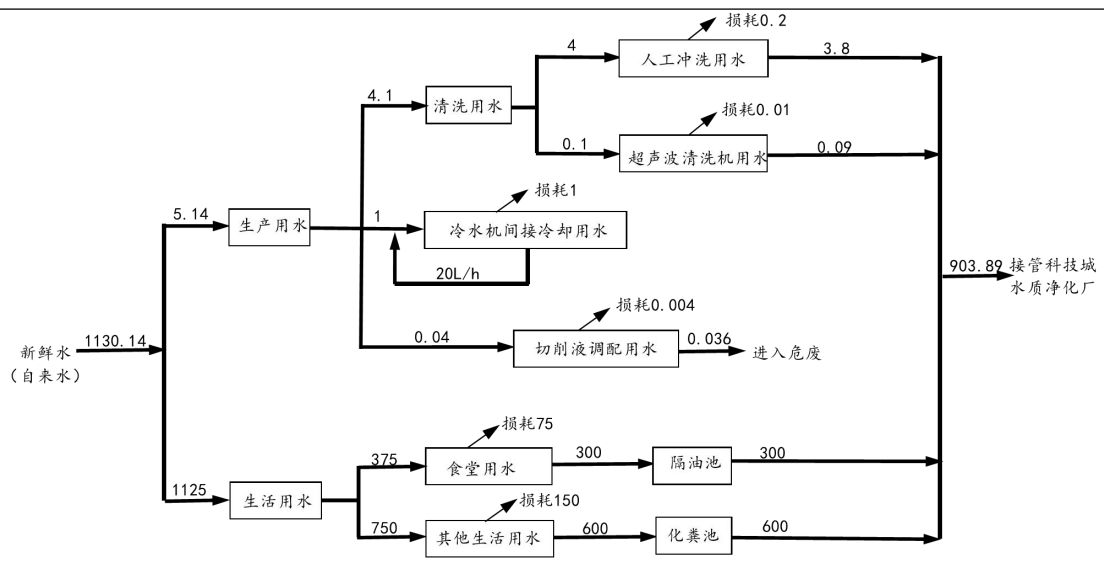 损耗0.2
4
人工冲洗用水
3.8
4.1
清洗用水
损耗0.01
0.1
超声波清洗机用水
0.09
损耗1
5.14
生产用水
1
冷水机间接冷却用水
20L/h
903.89
接管科技城
水质净化厂
损耗0.004
新鲜水
(自来水)
1130.14
0.04
切削液调配用水
0.036
进入危废
损耗75
375
食堂用水
300
隔油池
300
1125
生活用水
损耗150
750
其他生活用水
600
化粪池
600